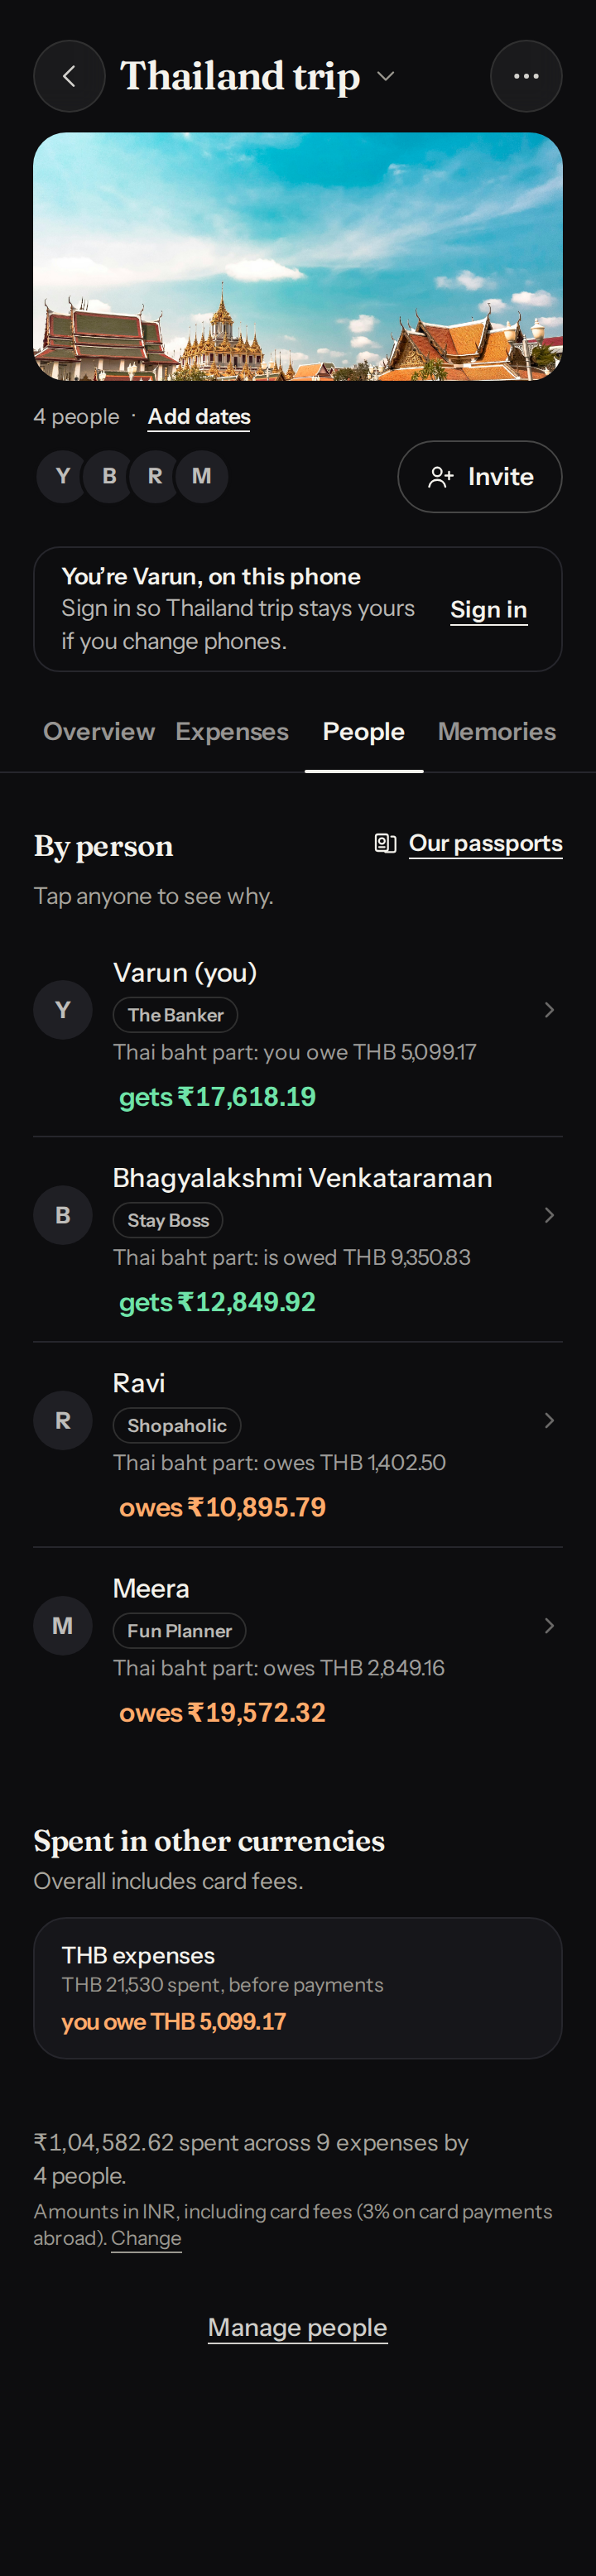 Thailand trip
4 people · Add dates
Y B R M
Invite
You’re Varun, on this phone
Sign in so Thailand trip stays yours
if you change phones.
Sign in
Overview Expenses People Memories
By person
Our passports
Tap anyone to see why.
Y
Varun (you)
The Banker
Thai baht part: you owe THB 5,099.17
gets ₹17,618.19
B
Bhagyalakshmi Venkataraman
Stay Boss
Thai baht part: is owed THB 9,350.83
gets ₹12,849.92
R
Ravi
Shopaholic
Thai baht part: owes THB 1,402.50
owes ₹10,895.79
M
Meera
Fun Planner
Thai baht part: owes THB 2,849.16
owes ₹19,572.32
Spent in other currencies
Overall includes card fees.
THB expenses
THB 21,530 spent, before payments
you owe THB 5,099.17
₹1,04,582.62 spent across 9 expenses by
4 people.
Amounts in INR, including card fees (3% on card payments
abroad). Change
Manage people